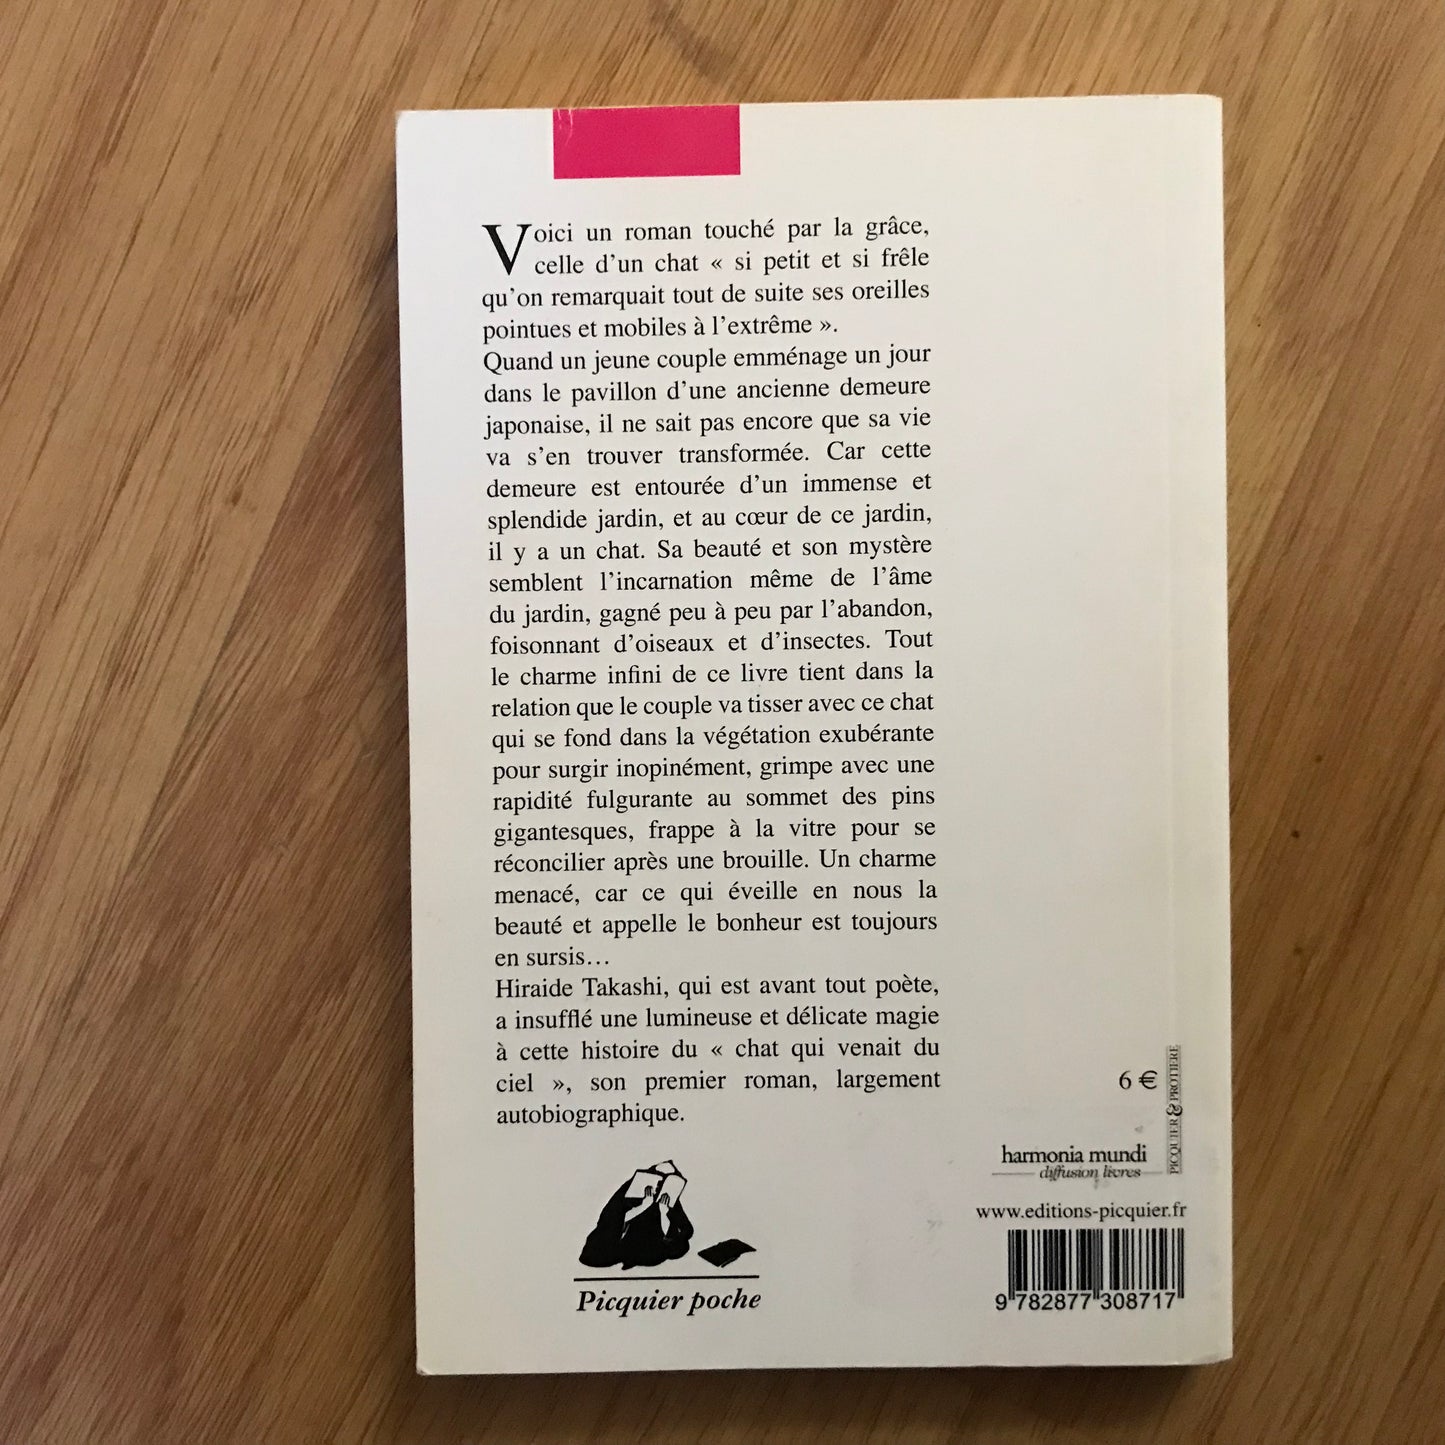 Voici un roman touché par la grâce,
celle d’un chat « si petit et si frêle
qu’on remarquait tout de suite ses oreilles
pointues et mobiles à l’extrême ».
Quand un jeune couple emménage un jour
dans le pavillon d’une ancienne demeure
japonaise, il ne sait pas encore que sa vie
va s’en trouver transformée. Car cette
demeure est entourée d’un immense et
splendide jardin, et au cœur de ce jardin,
il y a un chat. Sa beauté et son mystère
semblent l’incarnation même de l’âme
du jardin, gagné peu à peu par l’abandon,
foisonnant d’oiseaux et d’insectes. Tout
le charme infini de ce livre tient dans la
relation que le couple va tisser avec ce chat
qui se fond dans la végétation exubérante
pour surgir inopinément, grimpe avec une
rapidité fulgurante au sommet des pins
gigantesques, frappe à la vitre pour se
réconcilier après une brouille. Un charme
menacé, car ce qui éveille en nous la
beauté et appelle le bonheur est toujours
en sursis…
Hiraide Takashi, qui est avant tout poète,
a insufflé une lumineuse et délicate magie
à cette histoire du « chat qui venait du
ciel », son premier roman, largement
autobiographique.
Picquier poche
6 €
PICQUIER & PROTIERE
harmonia mundi
diffusion livres
www.editions-picquier.fr
9 782877 308717